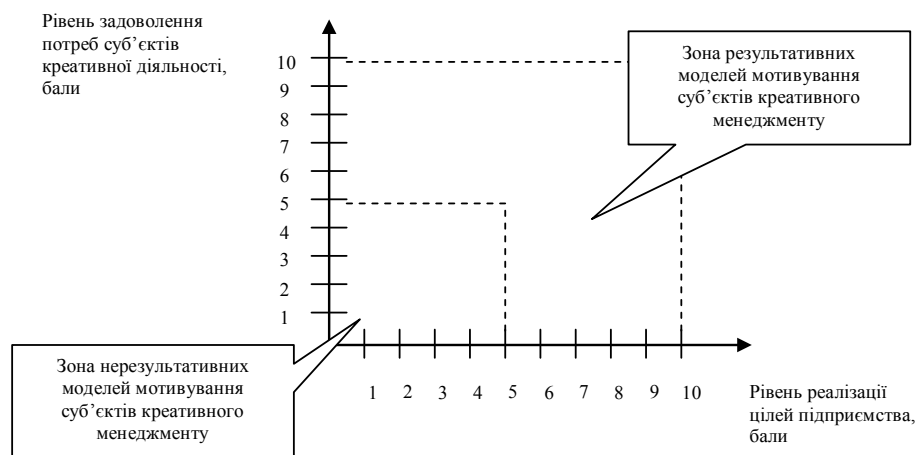 Рівень задоволення
потреб суб’єктів
креативної діяльності,
бали
10
9
8
7
6
5
4
3
2
1
Зона результативних
моделей мотивування
суб’єктів креативного
менеджменту
Зона нерезультативних
моделей мотивування
суб’єктів креативного
менеджменту
1 2 3 4 5 6 7 8 9 10
Рівень реалізації
цілей підприємства,
бали